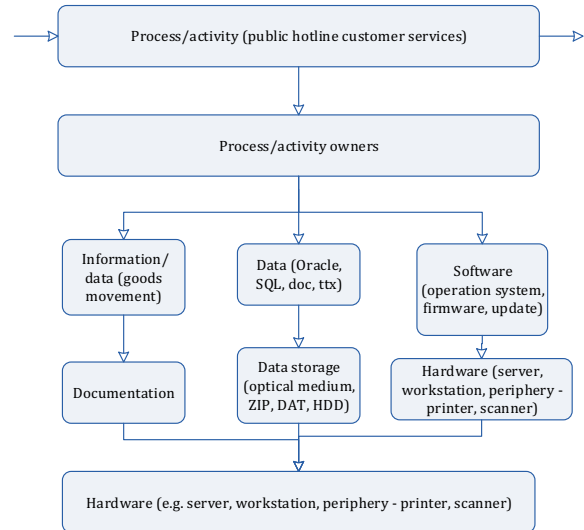 Process/activity (public hotline customer services)
Process/activity owners
Information/
data (goods
movement)
Data (Oracle,
SQL, doc, ttx)
Software
(operation system,
firmware, update)
Documentation
Data storage
(optical medium,
ZIP, DAT, HDD)
Hardware (server,
workstation, periphery -
printer, scanner)
Hardware (e.g. server, workstation, periphery - printer, scanner)